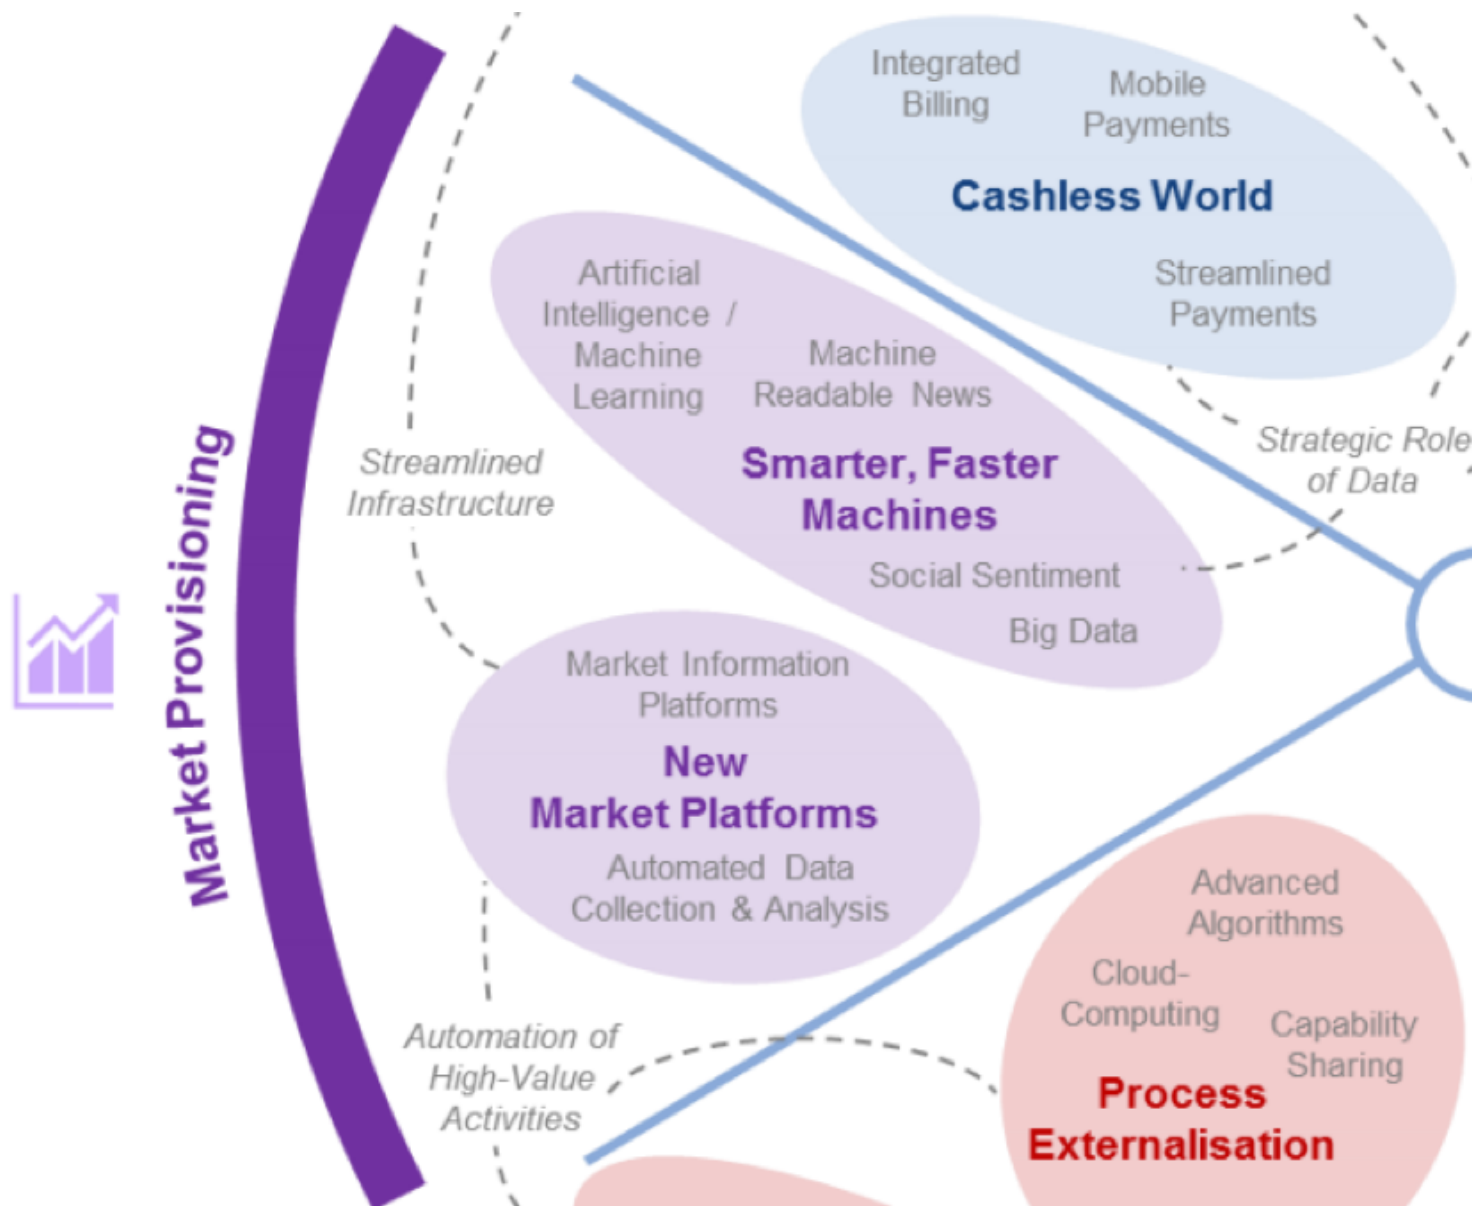 Integrated
Billing
Mobile
Payments
Cashless World
Streamlined
Payments
Artificial
Intelligence /
Machine
Learning
Machine
Readable News
Smarter, Faster
Machines
Social Sentiment
Big Data
Strategic Role
of Data
Streamlined
Infrastructure
Market Provisioning
Market Information
Platforms
New
Market Platforms
Automated Data
Collection & Analysis
Automation of
High-Value
Activities
Advanced
Algorithms
Cloud-
Computing
Capability
Sharing
Process
Externalisation